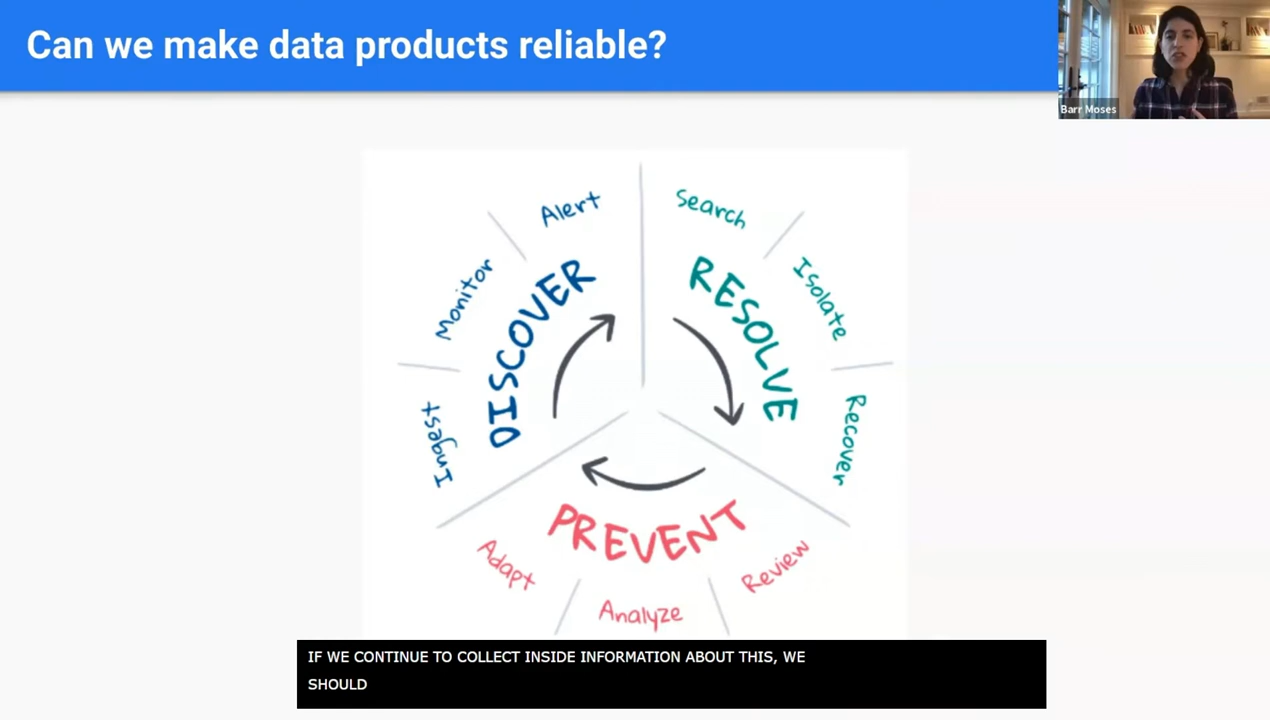 Can we make data products reliable?
Barr Moses
Alert
Search
Monitor
Isolate
DISCOVER
RESOLVE
Ingest
Recover
PREVENT
Adapt
Review
Analyze
IF WE CONTINUE TO COLLECT INSIDE INFORMATION ABOUT THIS, WE
SHOULD